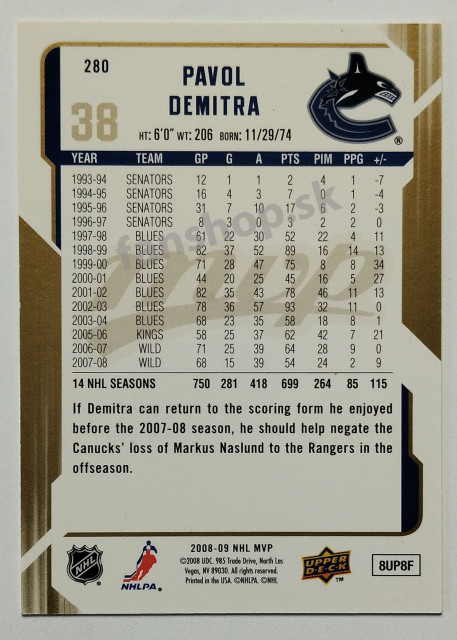 280
PAVOL
DEMITRA
38
HT: 6'0" WT: 206 BORN: 11/29/74
®
YEAR TEAM GP G A PTS PIM PPG +/-
1993-94 SENATORS 12 1 1 2 4 1 -7
1994-95 SENATORS 16 4 3 7 0 1 -4
1995-96 SENATORS 31 7 10 17 6 2 -3
1996-97 SENATORS 8 3 0 3 2 2 0
1997-98 BLUES 61 22 30 52 22 4 11
1998-99 BLUES 82 37 52 89 16 14 13
1999-00 BLUES 71 28 47 75 8 8 34
2000-01 BLUES 44 20 25 45 16 5 27
2001-02 BLUES 82 35 43 78 46 11 13
2002-03 BLUES 78 36 57 93 32 11 0
2003-04 BLUES 68 23 35 58 18 8 1
2005-06 KINGS 58 25 37 62 42 7 21
2006-07 WILD 71 25 39 64 28 9 0
2007-08 WILD 68 15 39 54 24 2 9
14 NHL SEASONS 750 281 418 699 264 85 115
mvp
funshop.sk
If Demitra can return to the scoring form he enjoyed
before the 2007-08 season, he should help negate the
Canucks' loss of Markus Naslund to the Rangers in the
offseason.
NHL
NHLPA.
2008-09 NHL MVP
©2008 UDC. 985 Trade Drive, North Las
Vegas, NV 89030. All rights reserved.
Printed in the USA. ©NHLPA. ©NHL
UPPER
DECK
™
8UP8F